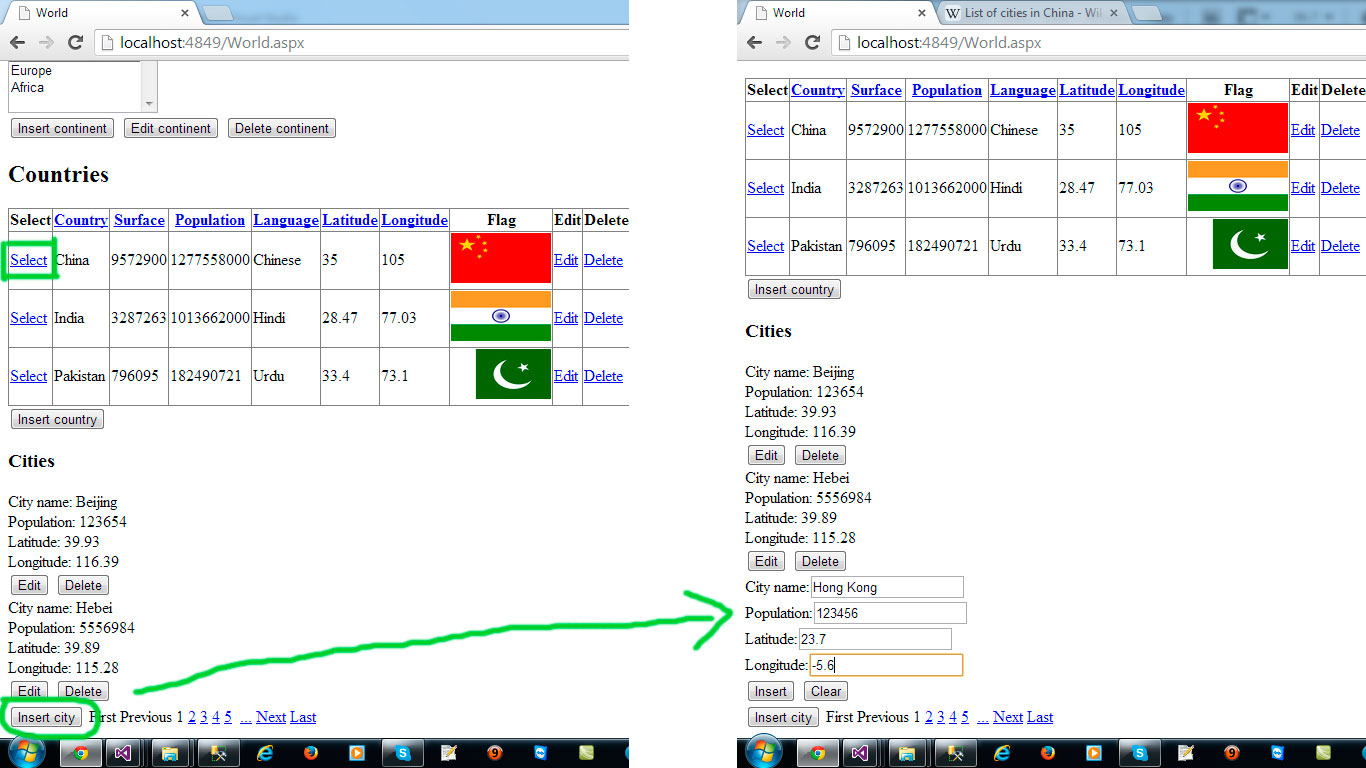 World
localhost:4849/World.aspx
Europe
Africa
Insert continent Edit continent Delete continent
Countries
Select Country Surface Population Language Latitude Longitude Flag Edit Delete
Select China 9572900 1277558000 Chinese 35 105 Edit Delete
Select India 3287263 1013662000 Hindi 28.47 77.03 Edit Delete
Select Pakistan 796095 182490721 Urdu 33.4 73.1 Edit Delete
Insert country
Cities
City name: Beijing
Population: 123654
Latitude: 39.93
Longitude: 116.39
Edit Delete
City name: Hebei
Population: 5556984
Latitude: 39.89
Longitude: 115.28
Edit Delete
Insert city First Previous 1 2 3 4 5 ... Next Last
World W List of cities in China - Wi
localhost:4849/World.aspx
Select Country Surface Population Language Latitude Longitude Flag Edit Delete
Select China 9572900 1277558000 Chinese 35 105 Edit Delete
Select India 3287263 1013662000 Hindi 28.47 77.03 Edit Delete
Select Pakistan 796095 182490721 Urdu 33.4 73.1 Edit Delete
Insert country
Cities
City name: Beijing
Population: 123654
Latitude: 39.93
Longitude: 116.39
Edit Delete
City name: Hebei
Population: 5556984
Latitude: 39.89
Longitude: 115.28
Edit Delete
City name: Hong Kong
Population: 123456
Latitude: 23.7
Longitude: -5.6
Insert Clear
Insert city First Previous 1 2 3 4 5 ... Next Last